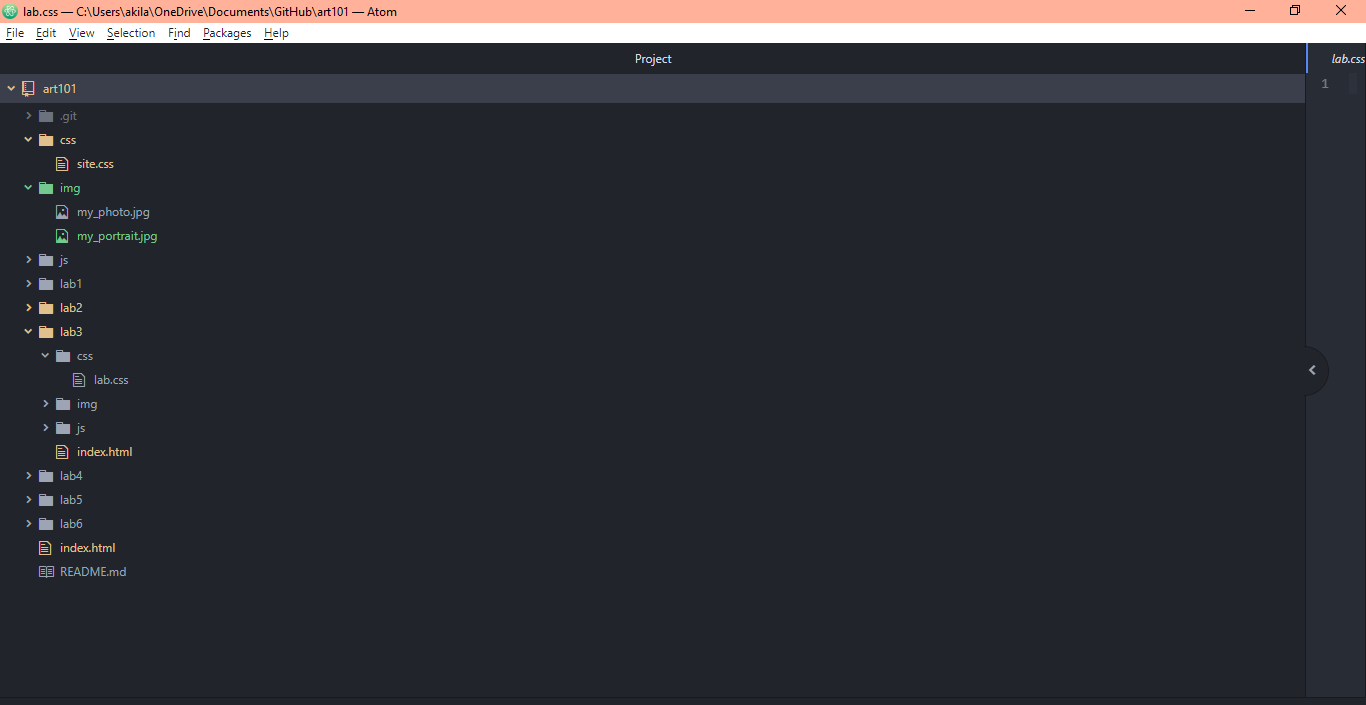 lab.css — C:\Users\akila\OneDrive\Documents\GitHub\art101 — Atom
File Edit View Selection Find Packages Help
Project lab.css
art101 1
.git
css
site.css
img
my_photo.jpg
my_portrait.jpg
js
lab1
lab2
lab3
css
lab.css
img
js
index.html
lab4
lab5
lab6
index.html
README.md